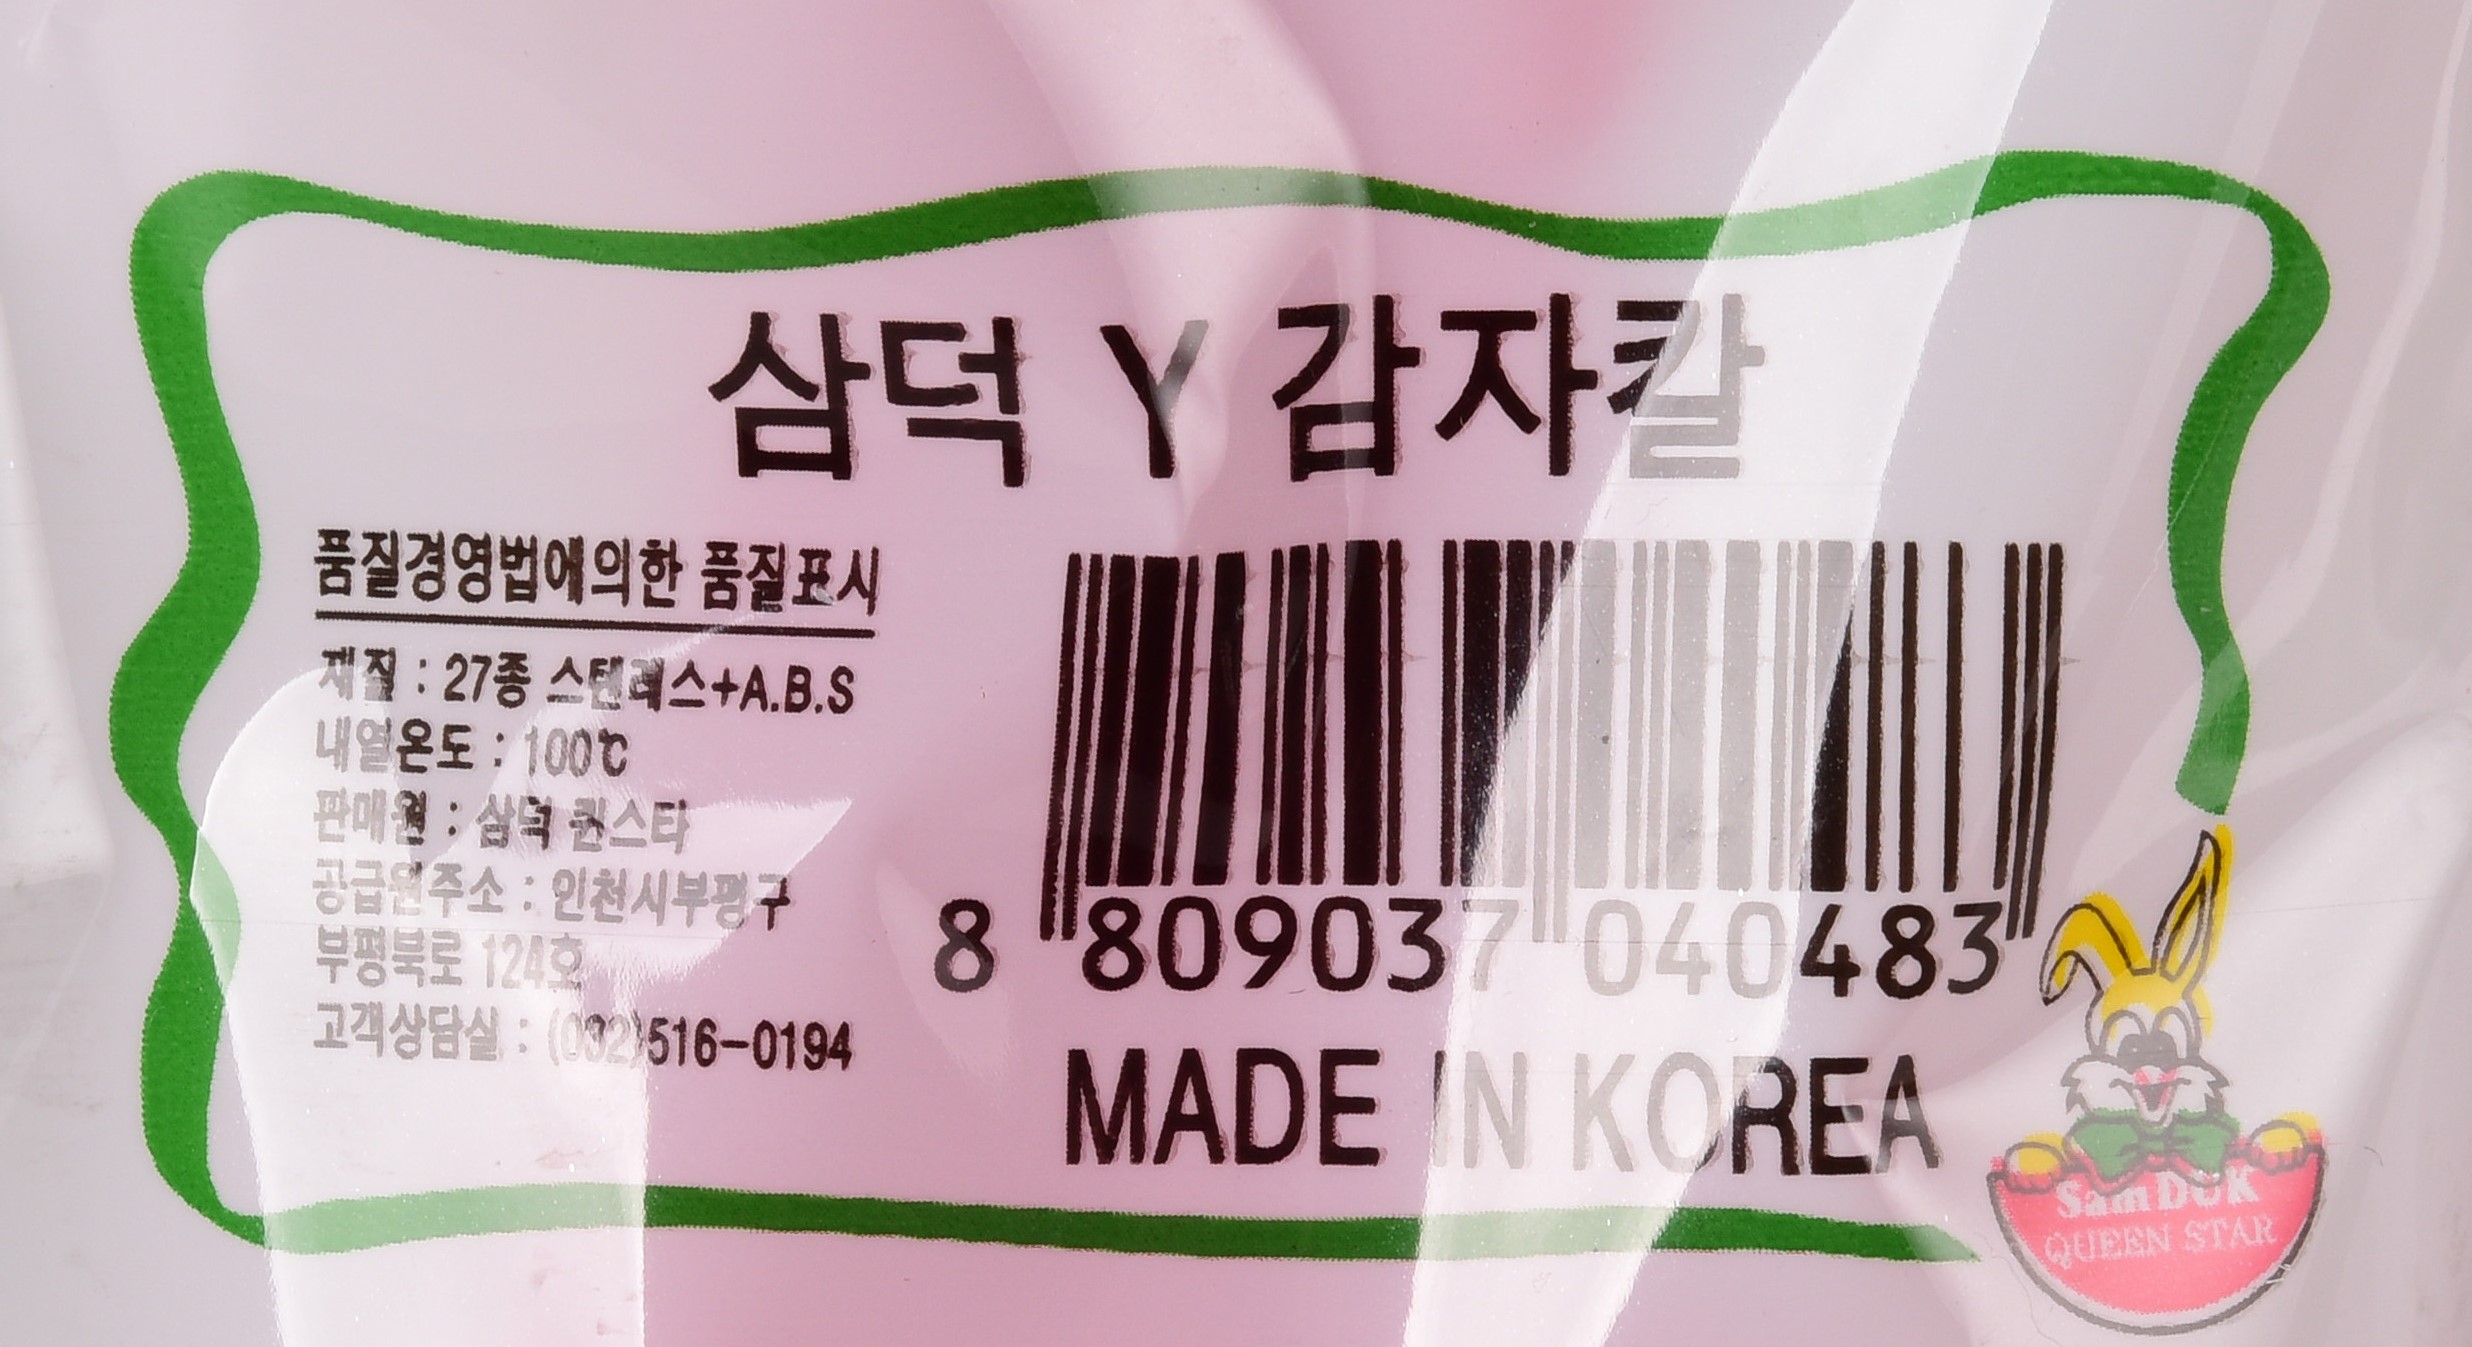 삼덕 Y 감자칼
품질경영법에의한 품질표시
재질 : 27종 스텐레스+A.B.S
내열온도 : 100℃
판매원 : 삼덕 퀸스타
공급원주소 : 인천시부평구
부평북로 124호
고객상담실 : (032)516-0194
8 809037 040483
MADE IN KOREA
SamDUK
QUEEN STAR